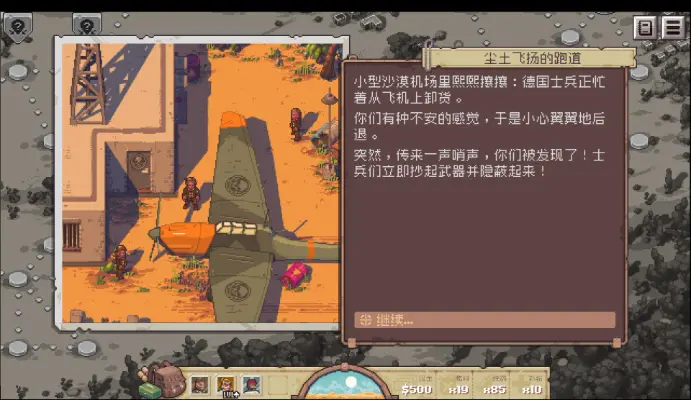 尘土飞扬的跑道
小型沙漠机场里熙熙攘攘：德国士兵正忙
着从飞机上卸货。
你们有种不安的感觉，于是小心翼翼地后
退。
突然，传来一声哨声，你们被发现了！士
兵们立即抄起武器并隐蔽起来！
继续...
LVL+
$500 x19 x85 x10